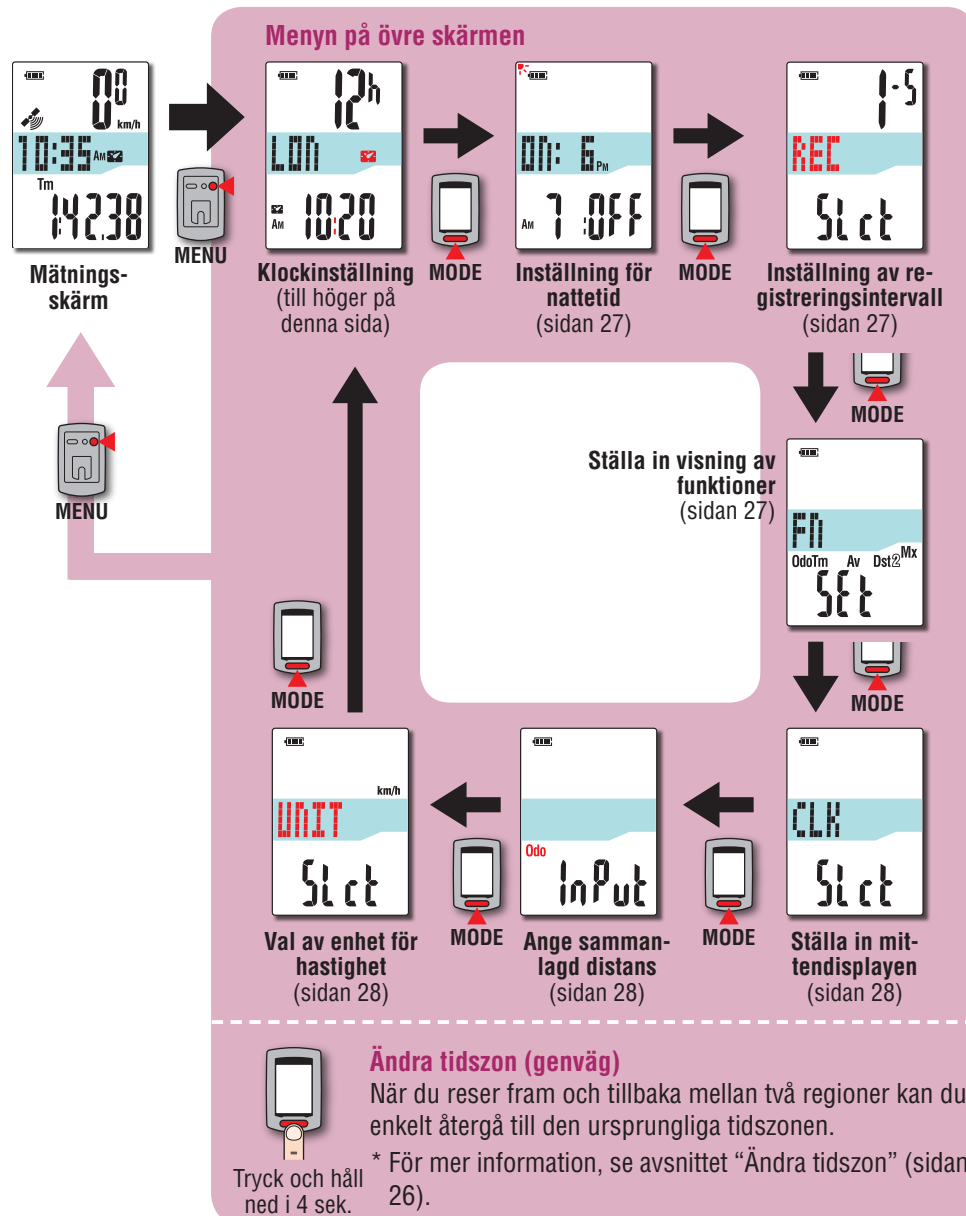 Menyn på övre skärmen
0.0
km/h
10:35 AM
Tm
1:42.38
Mätnings-
skärm
MENU
12h
LON
AM 10:20
Klockinställning
(till höger på
denna sida)
MODE
ON: 6 PM
AM 7 :OFF
Inställning för
nattetid
(sidan 27)
MODE
1-S
REC
Slct
Inställning av re-
gistreringsintervall
(sidan 27)
MODE
Ställa in visning av
funktioner
(sidan 27)
FN
OdoTm Av Dst2 Mx
SEt
MODE
CLK
Slct
Ställa in mit-
tendisplayen
(sidan 28)
MODE
Odo
InPut
Ange samman-
lagd distans
(sidan 28)
MODE
km/h
UNIT
Slct
Val av enhet för
hastighet
(sidan 28)
MODE
MENU
Ändra tidszon (genväg)
När du reser fram och tillbaka mellan två regioner kan du
enkelt återgå till den ursprungliga tidszonen.
* För mer information, se avsnittet “Ändra tidszon” (sidan
26).
Tryck och håll
ned i 4 sek.